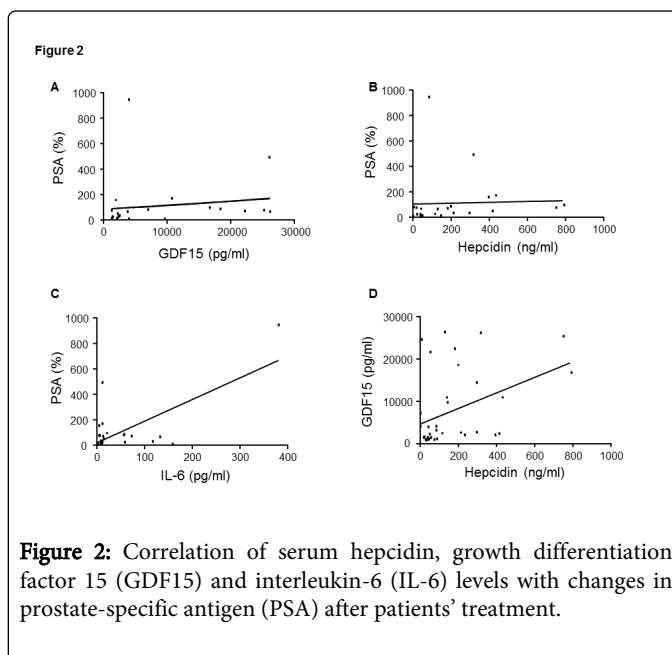 Figure 2
A
1000
800
600
400
200
0
PSA (%)
0
10000
20000
30000
GDF15 (pg/ml)
B
1000
800
600
400
200
0
PSA (%)
0
200
400
600
800
1000
Hepcidin (ng/ml)
C
1000
800
600
400
200
0
PSA (%)
0
100
200
300
400
IL-6 (pg/ml)
D
30000
20000
10000
0
GDF15 (pg/ml)
0
200
400
600
800
1000
Hepcidin (ng/ml)
Figure 2: Correlation of serum hepcidin, growth differentiation
factor 15 (GDF15) and interleukin-6 (IL-6) levels with changes in
prostate-specific antigen (PSA) after patients’ treatment.